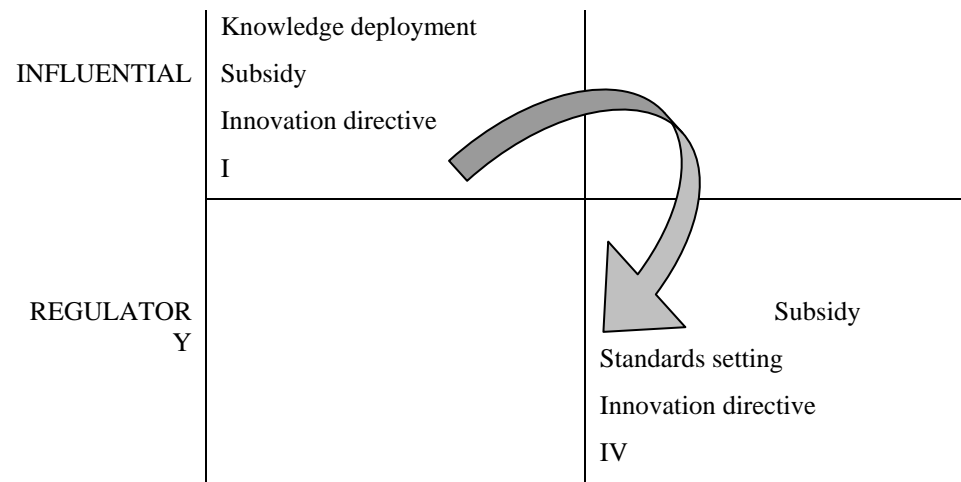 Knowledge deployment
INFLUENTIAL
Subsidy
Innovation directive
I
REGULATOR
Y
Subsidy
Standards setting
Innovation directive
IV